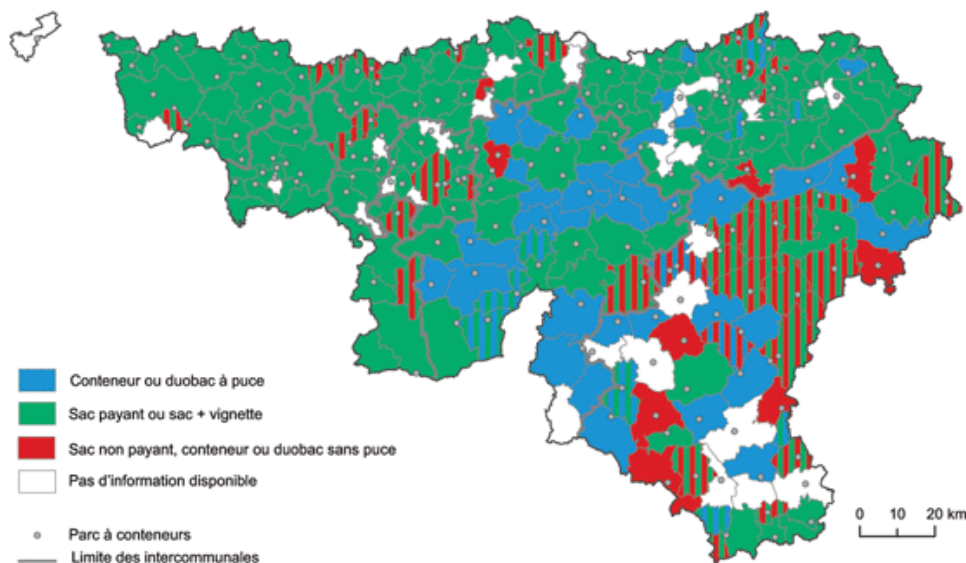 Conteneur ou duobac à puce
Sac payant ou sac + vignette
Sac non payant, conteneur ou duobac sans puce
Pas d'information disponible
Parc à conteneurs
Limite des intercommunales
0 10 20 km